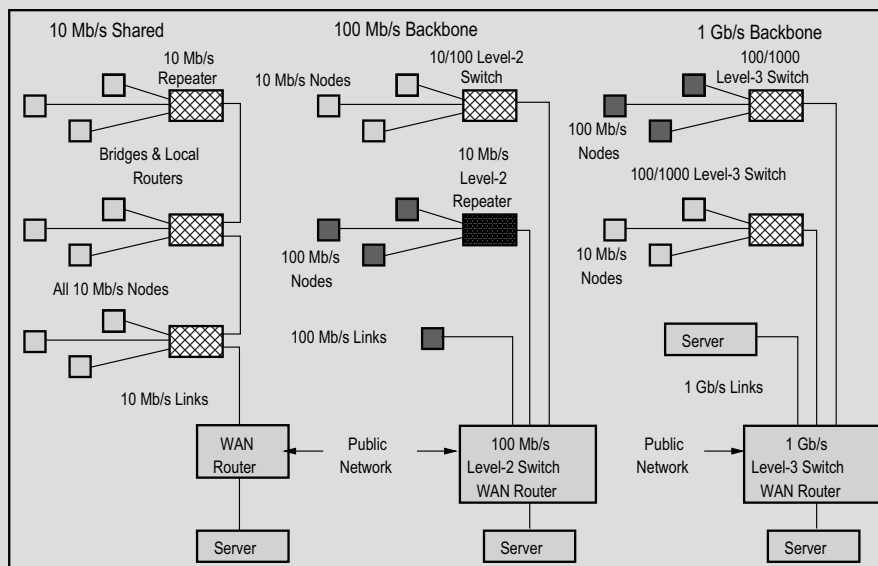 10 Mb/s Shared
10 Mb/s
Repeater
Bridges & Local
Routers
All 10 Mb/s Nodes
10 Mb/s Links
WAN
Router
Server
Public
Network
100 Mb/s Backbone
10/100 Level-2
Switch
10 Mb/s Nodes
10 Mb/s
Level-2
Repeater
100 Mb/s
Nodes
100 Mb/s Links
100 Mb/s
Level-2 Switch
WAN Router
Server
1 Gb/s Backbone
100/1000
Level-3 Switch
100 Mb/s
Nodes
100/1000 Level-3 Switch
10 Mb/s
Nodes
Server
1 Gb/s Links
Public
Network
1 Gb/s
Level-3 Switch
WAN Router
Server